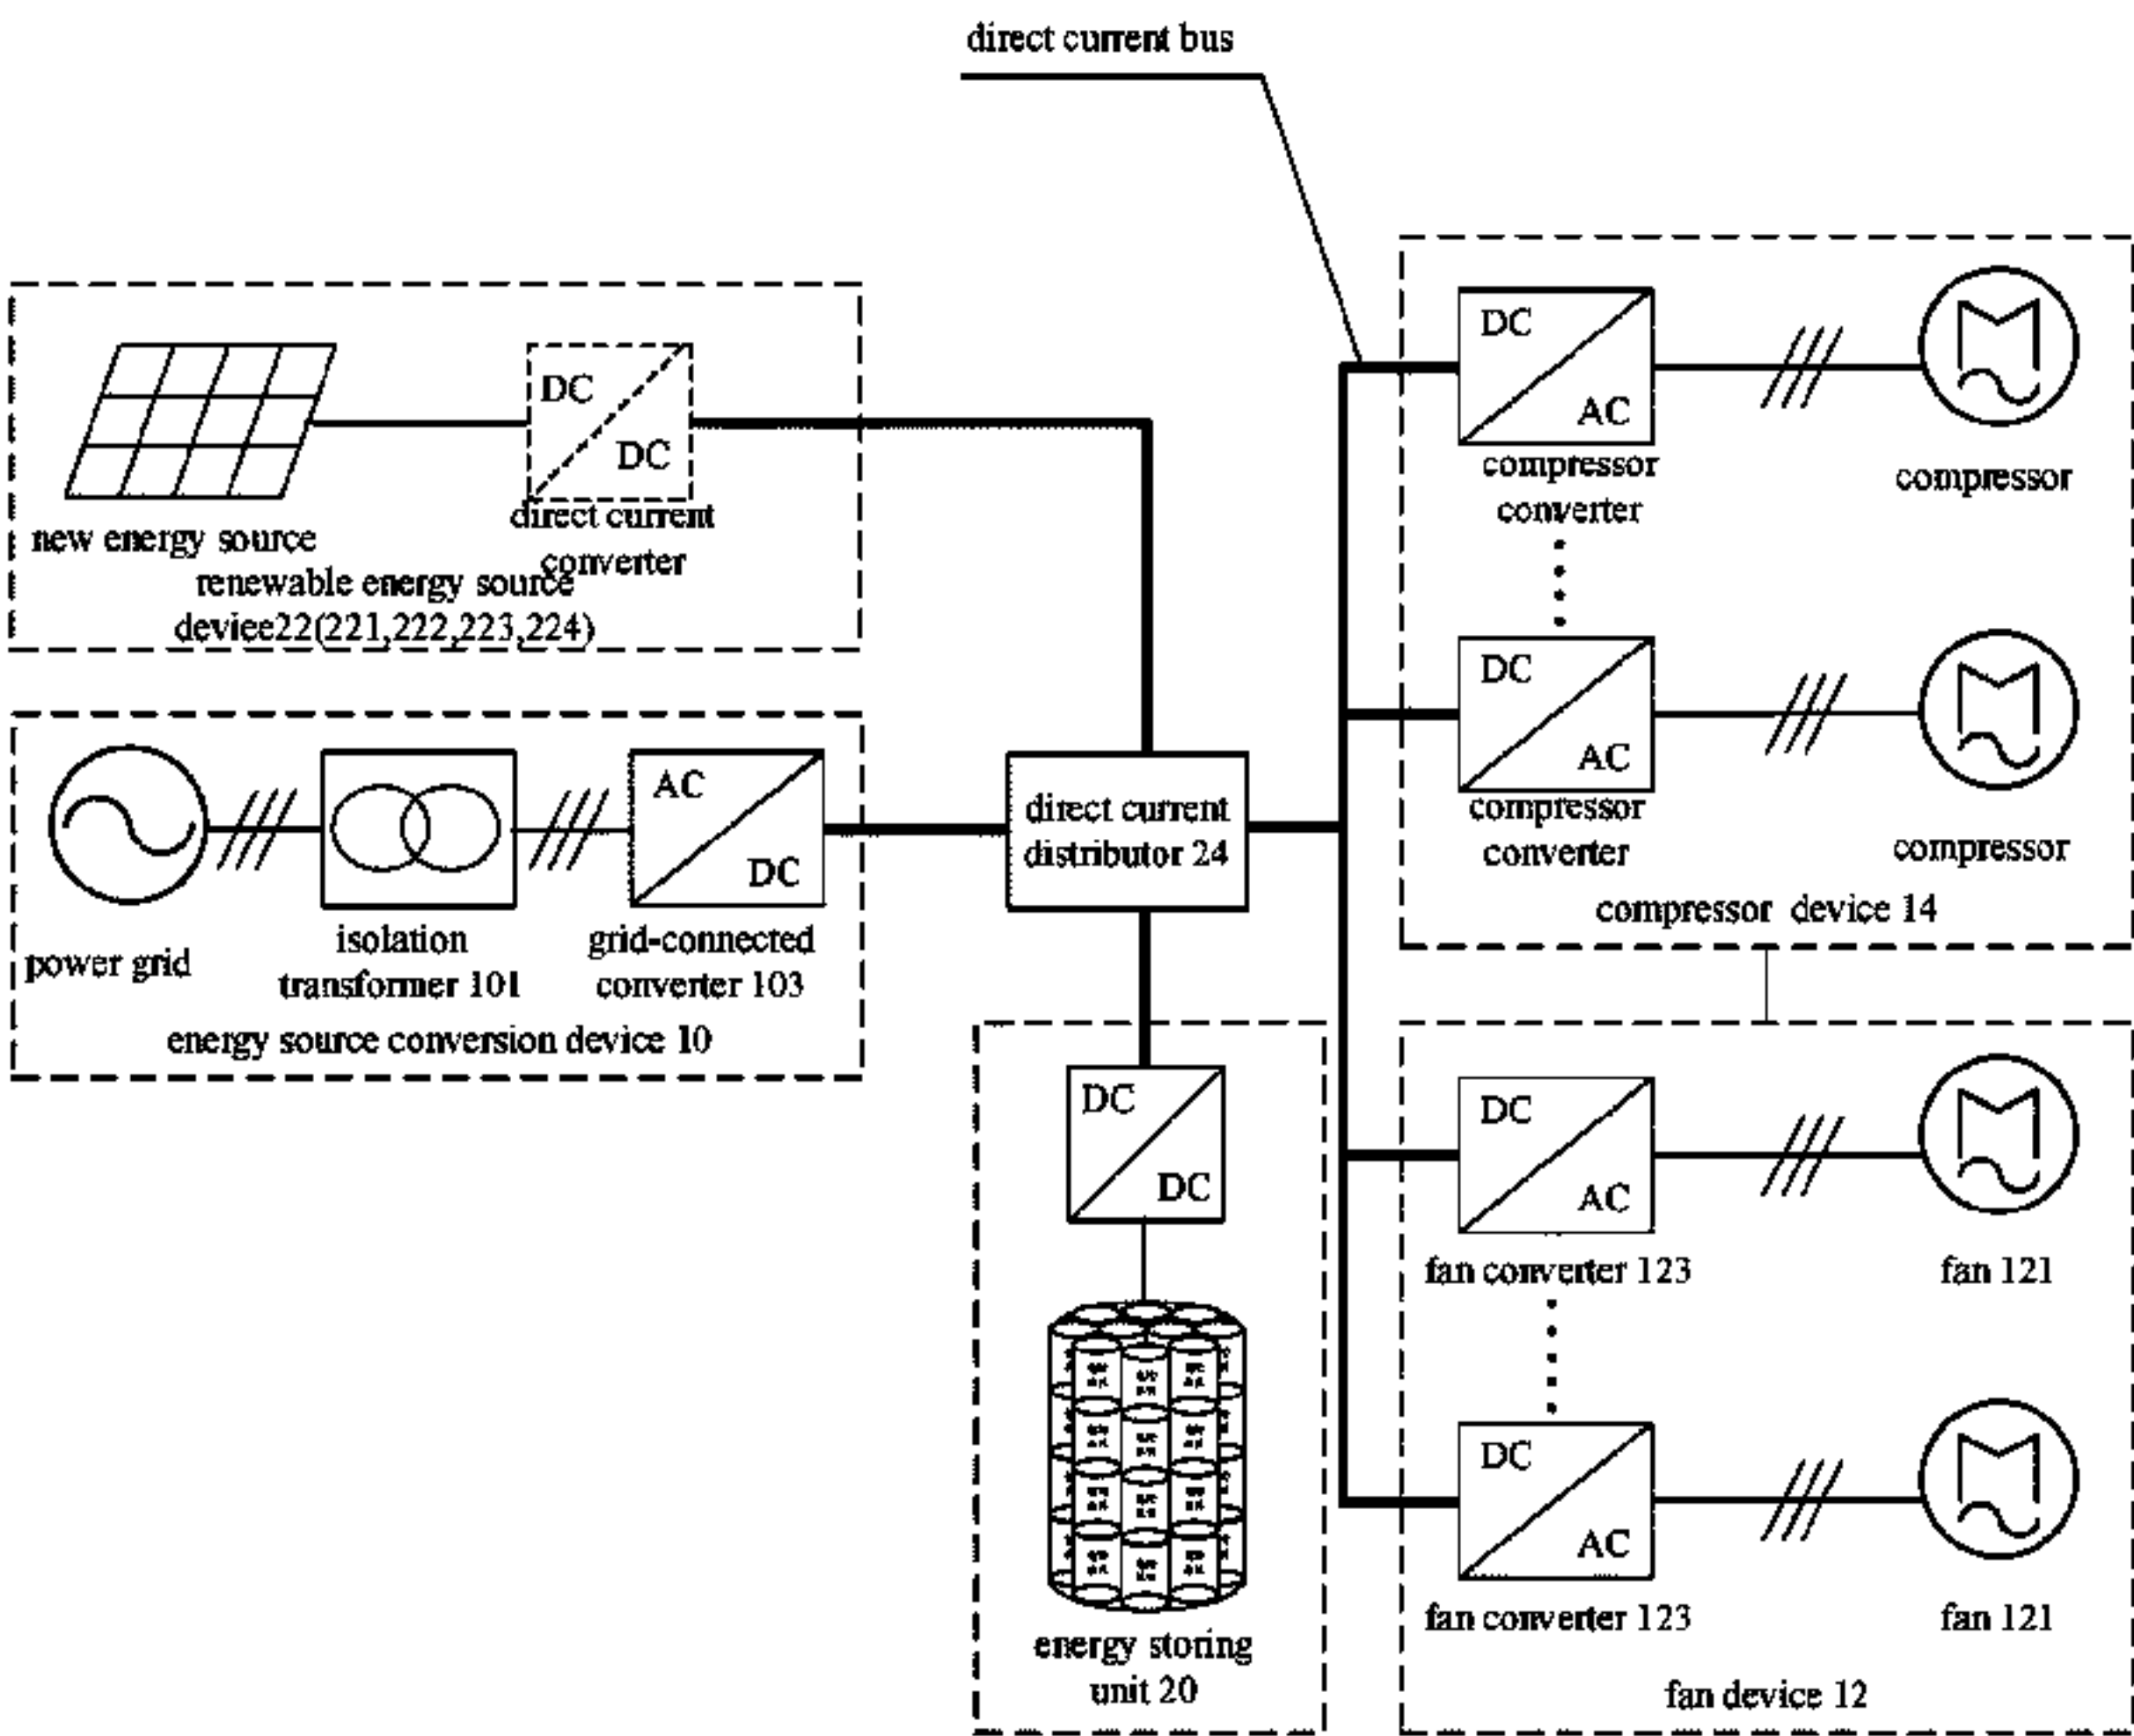 direct current bus
DC
DC
new energy source
direct current
converter
renewable energy source
device22(221,222,223,224)
AC
DC
power grid
isolation
transformer 101
grid-connected
converter 103
energy source conversion device 10
direct current
distributor 24
DC
DC
energy storing
unit 20
DC
AC
compressor
converter
compressor
DC
AC
compressor
converter
compressor
compressor device 14
DC
AC
fan converter 123
fan 121
DC
AC
fan converter 123
fan 121
fan device 12